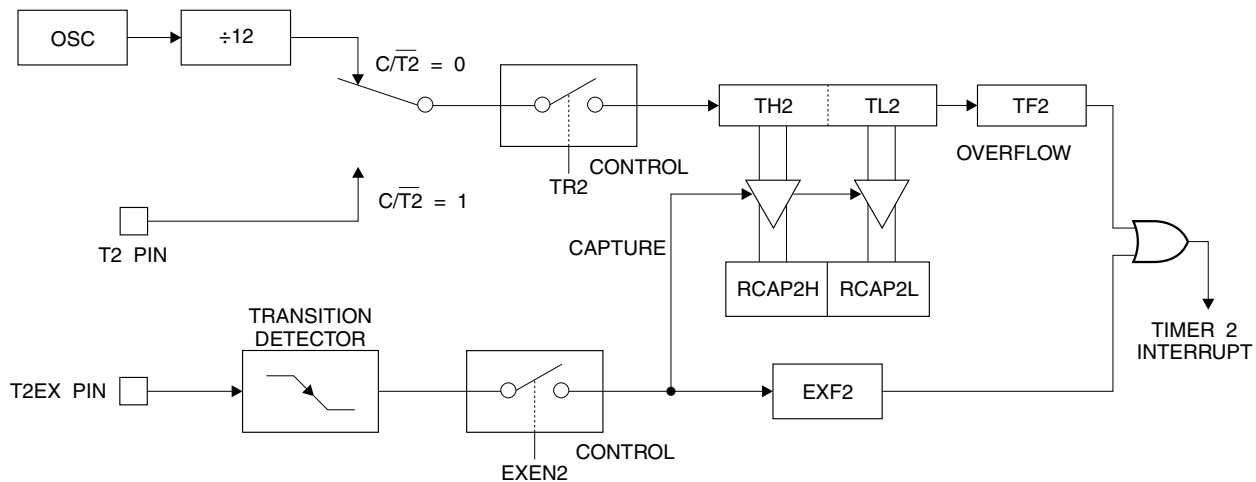 OSC
÷12
C/T2̅ = 0
TH2
TL2
TF2
OVERFLOW
CONTROL
TR2
C/T2̅ = 1
T2 PIN
CAPTURE
RCAP2H
RCAP2L
TRANSITION
DETECTOR
TIMER 2
INTERRUPT
T2EX PIN
EXF2
CONTROL
EXEN2